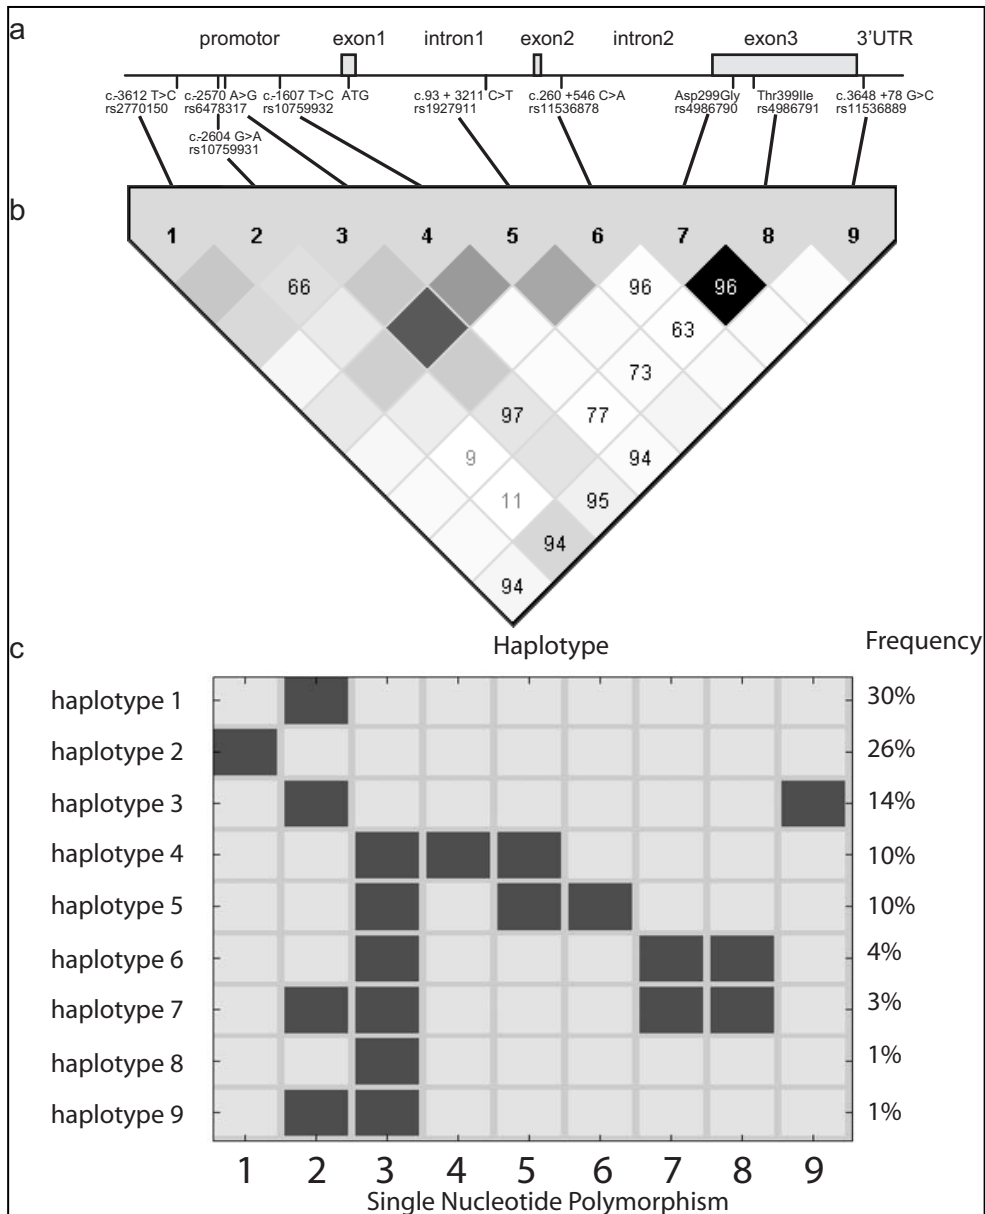 a
promotor exon1 intron1 exon2 intron2 exon3 3'UTR
c.-3612 T>C c.-2570 A>G c.-1607 T>C ATG c.93 + 3211 C>T c.260 +546 C>A Asp299Gly Thr399Ile c.3648 +78 G>C
rs2770150 rs6478317 rs10759932 rs1927911 rs11536878 rs4986790 rs4986791 rs11536889
c.-2604 G>A
rs10759931
b
1 2 3 4 5 6 7 8 9
66 96 96
63
73
97 77
9 94
11 95
94
94
c
Haplotype Frequency
haplotype 1 30%
haplotype 2 26%
haplotype 3 14%
haplotype 4 10%
haplotype 5 10%
haplotype 6 4%
haplotype 7 3%
haplotype 8 1%
haplotype 9 1%
1 2 3 4 5 6 7 8 9
Single Nucleotide Polymorphism